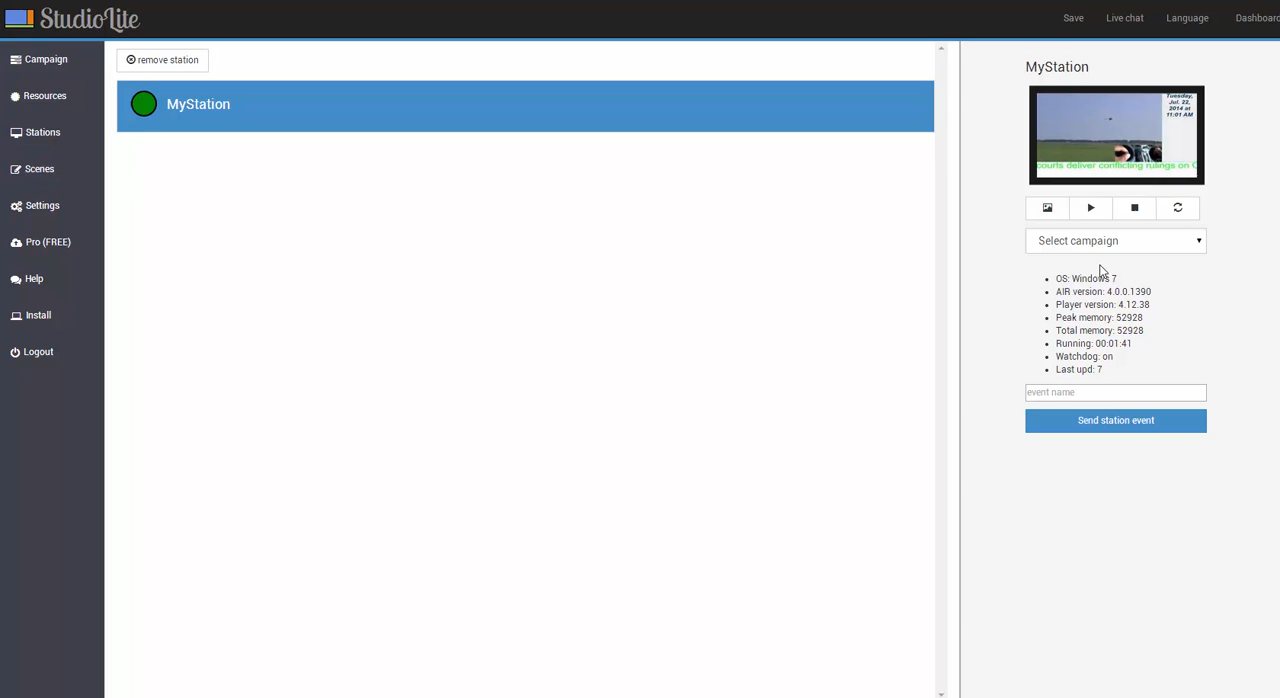 StudioLite
Save
Live chat
Language
Dashboar
Campaign
Resources
Stations
Scenes
Settings
Pro (FREE)
Help
Install
Logout
remove station
MyStation
MyStation
Tuesday,
Jul. 22,
2014 at
11:01 AM
courts deliver conflicting rulings on
Select campaign
OS: Windows 7
AIR version: 4.0.0.1390
Player version: 4.12.38
Peak memory: 52928
Total memory: 52928
Running: 00:01:41
Watchdog: on
Last upd: 7
event name
Send station event